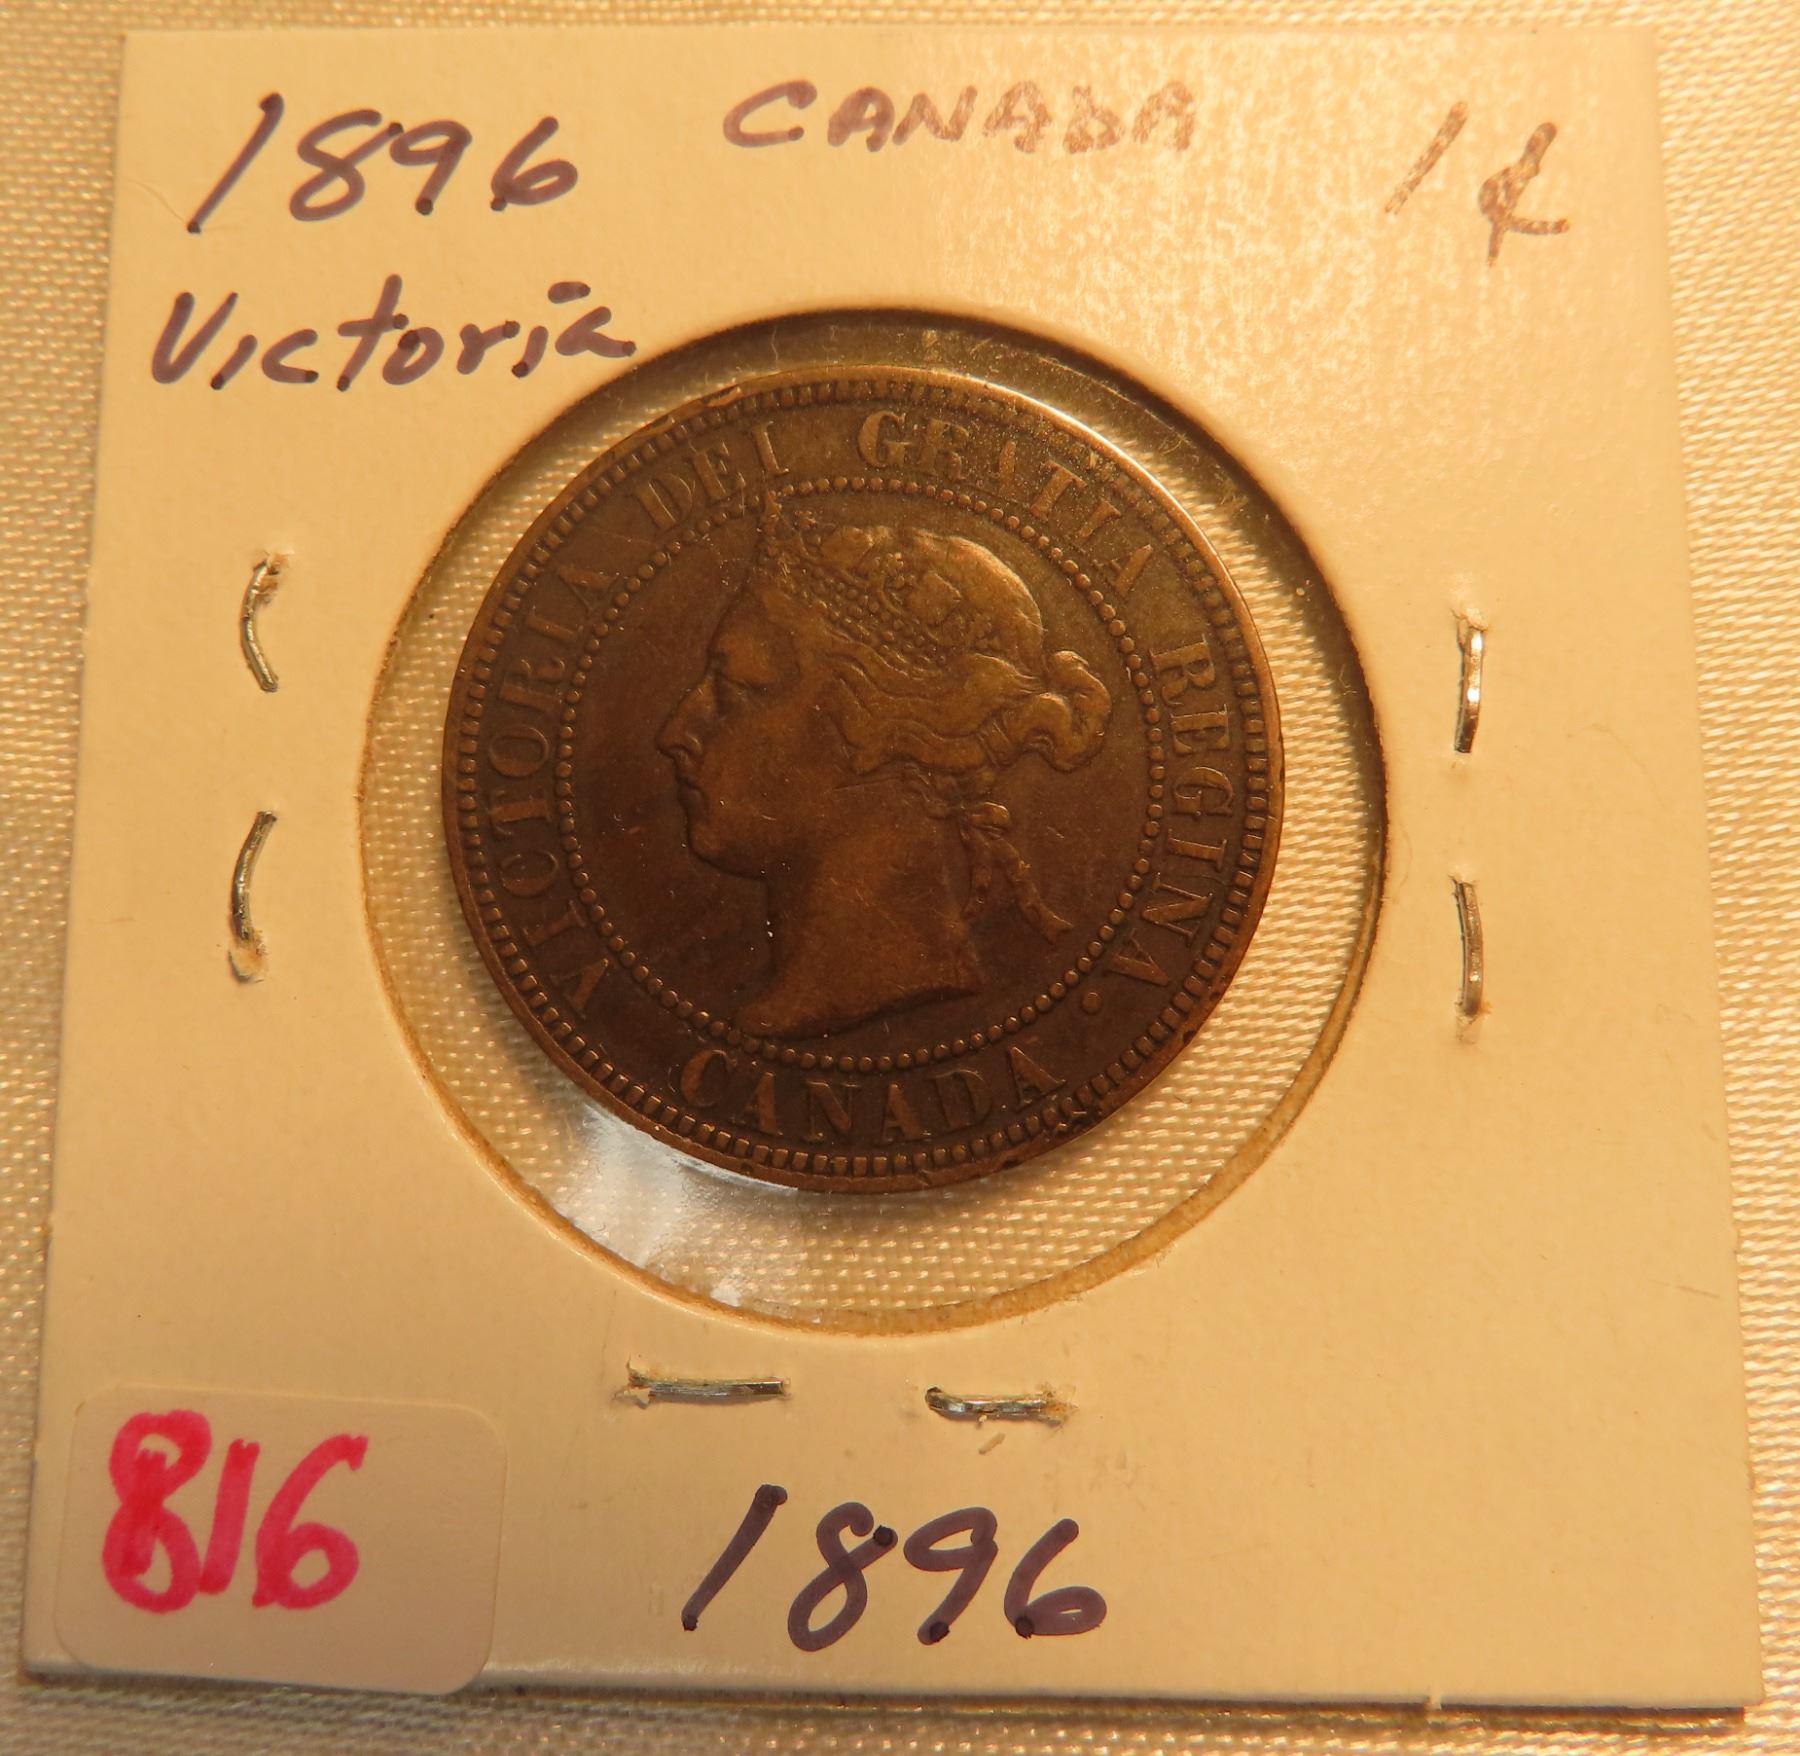 1896 CANADA 1¢
Victoria
VICTORIA DEI GRATIA REGINA.
CANADA
816
1896